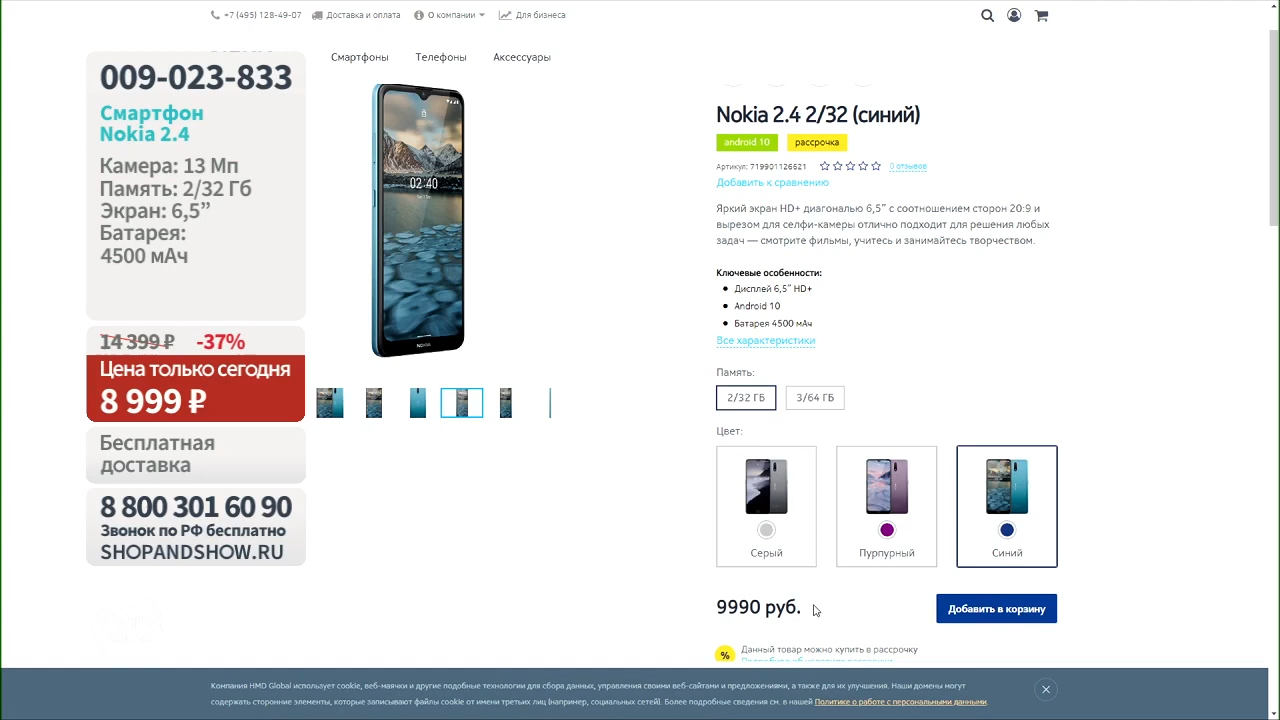 +7 (495) 128-49-07 Доставка и оплата О компании Для бизнеса
Смартфоны Телефоны Аксессуары
009-023-833
Смартфон
Nokia 2.4
Камера: 13 Мп
Память: 2/32 Гб
Экран: 6,5”
Батарея:
4500 мАч
14 399 ₽ -37%
Цена только сегодня
8 999 ₽
Бесплатная
доставка
8 800 301 60 90
Звонок по РФ бесплатно
SHOPANDSHOW.RU
02:40
NOKIA
Nokia 2.4 2/32 (синий)
android 10 рассрочка
Артикул: 719901126621 0 отзывов
Добавить к сравнению
Яркий экран HD+ диагональю 6,5″ с соотношением сторон 20:9 и
вырезом для селфи-камеры отлично подходит для решения любых
задач — смотрите фильмы, учитесь и занимайтесь творчеством.
Ключевые особенности:
Дисплей 6,5″ HD+
Android 10
Батарея 4500 мАч
Все характеристики
Память:
2/32 ГБ 3/64 ГБ
Цвет:
Серый Пурпурный Синий
9990 руб. Добавить в корзину
% Данный товар можно купить в рассрочку
Компания HMD Global использует cookie, веб-маячки и другие подобные технологии для сбора данных, управления своими веб-сайтами и предложениями, а также для их улучшения. Наши домены могут
содержать сторонние элементы, которые записывают файлы cookie от имени третьих лиц (например, социальных сетей). Более подробные сведения см. в нашей Политике о работе с персональными данными.